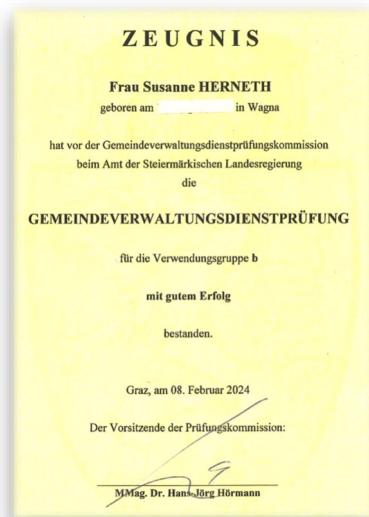 ZEUGNIS
Frau Susanne HERNETH
geboren am in Wagna
hat vor der Gemeindeverwaltungsdienstprüfungskommission
beim Amt der Steiermärkischen Landesregierung
die
GEMEINDEVERWALTUNGSDIENSTPRÜFUNG
für die Verwendungsgruppe b
mit gutem Erfolg
bestanden.
Graz, am 08. Februar 2024
Der Vorsitzende der Prüfungskommission:
MMag. Dr. Hans-Jörg Hörmann